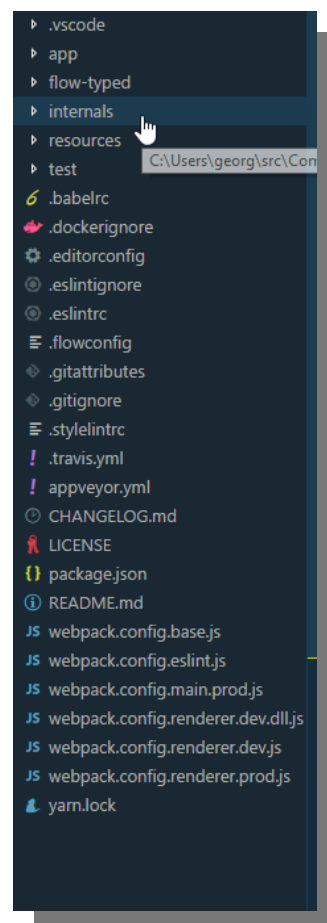 .vscode
app
flow-typed
internals
resources
C:\Users\georg\src\Com
test
.babelrc
.dockerignore
.editorconfig
.eslintignore
.eslintrc
.flowconfig
.gitattributes
.gitignore
.stylelintrc
.travis.yml
appveyor.yml
CHANGELOG.md
LICENSE
package.json
README.md
JS webpack.config.base.js
JS webpack.config.eslint.js
JS webpack.config.main.prod.js
JS webpack.config.renderer.dev.dll.js
JS webpack.config.renderer.dev.js
JS webpack.config.renderer.prod.js
yarn.lock